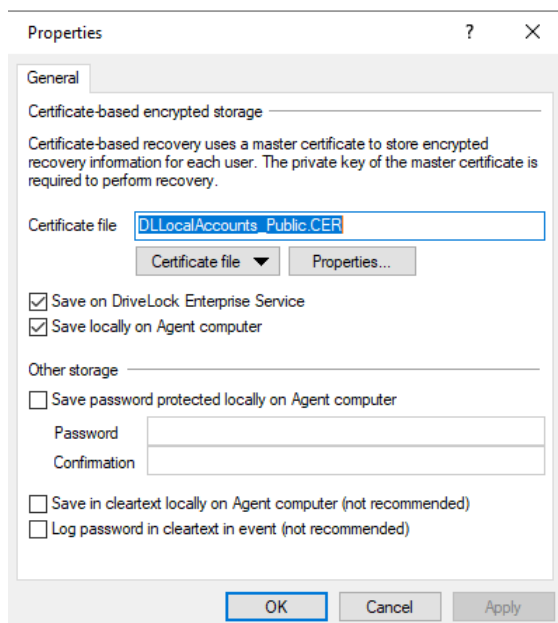 Properties ?
General
Certificate-based encrypted storage
Certificate-based recovery uses a master certificate to store encrypted
recovery information for each user. The private key of the master certificate is
required to perform recovery.
Certificate file DLLocalAccounts_Public.CER
Certificate file Properties...
Save on DriveLock Enterprise Service
Save locally on Agent computer
Other storage
Save password protected locally on Agent computer
Password
Confirmation
Save in cleartext locally on Agent computer (not recommended)
Log password in cleartext in event (not recommended)
OK Cancel Apply